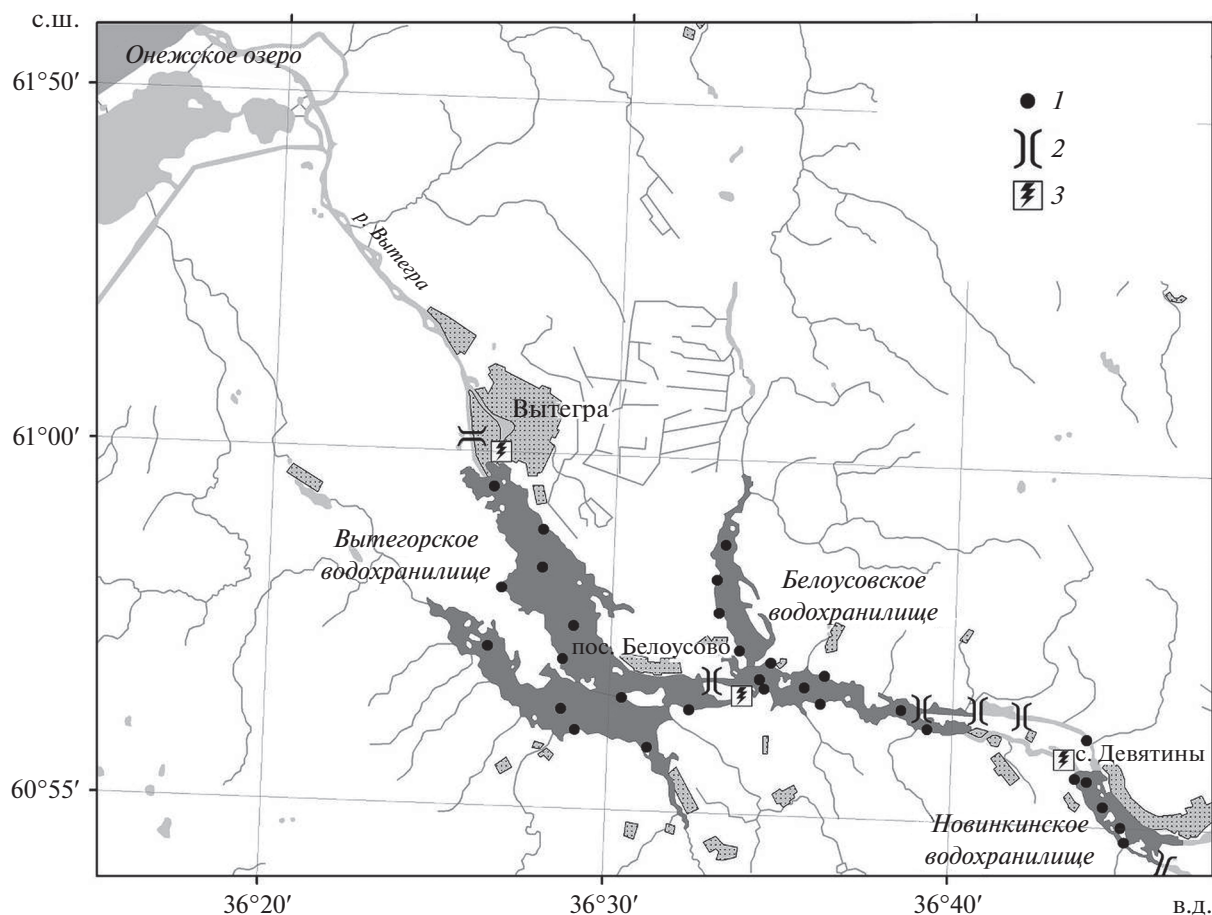 с.ш.
Онежское озеро
61°50′
1
2
3
р. Вытегра
Вытегра
61°00′
Вытегорское
водохранилище
Белоусовское
водохранилище
пос. Белоусово
с. Девятины
60°55′
Новинкинское
водохранилище
36°20′
36°30′
36°40′
в.д.